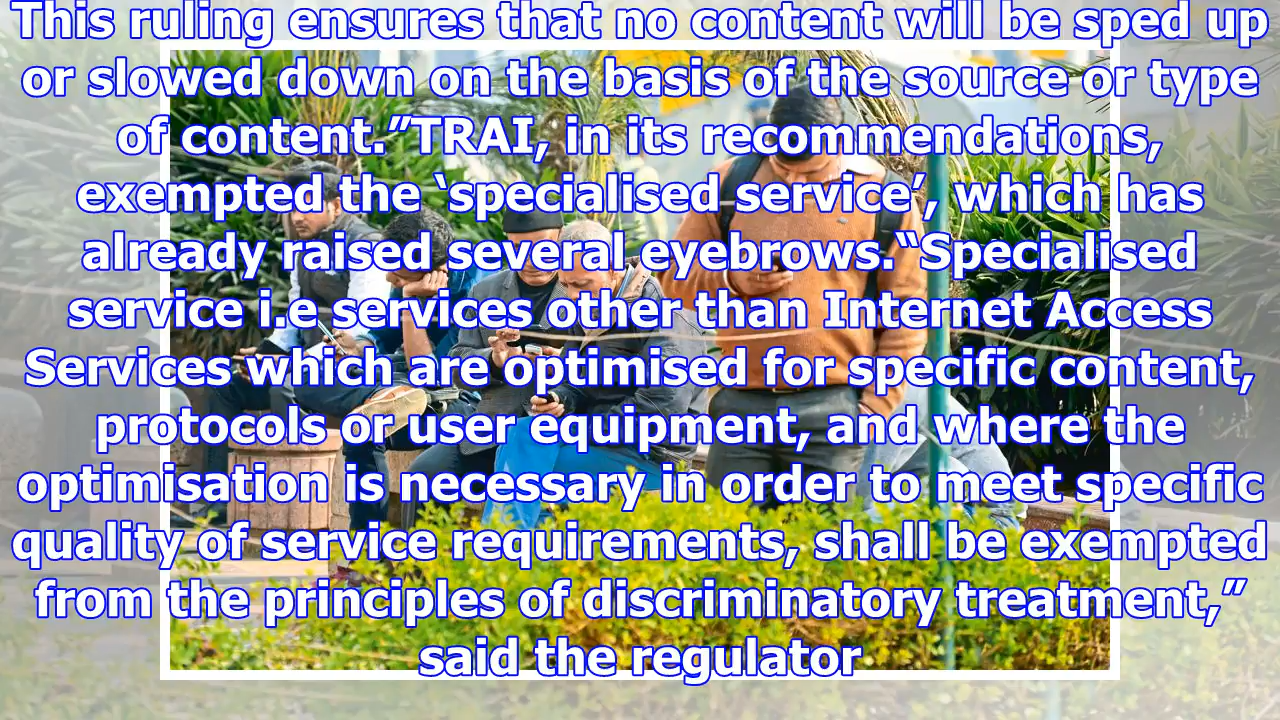 This ruling ensures that no content will be sped up
or slowed down on the basis of the source or type
of content.”TRAI, in its recommendations,
exempted the ‘specialised service’, which has
already raised several eyebrows.“Specialised
service i.e services other than Internet Access
Services which are optimised for specific content,
protocols or user equipment, and where the
optimisation is necessary in order to meet specific
quality of service requirements, shall be exempted
from the principles of discriminatory treatment,”
said the regulator